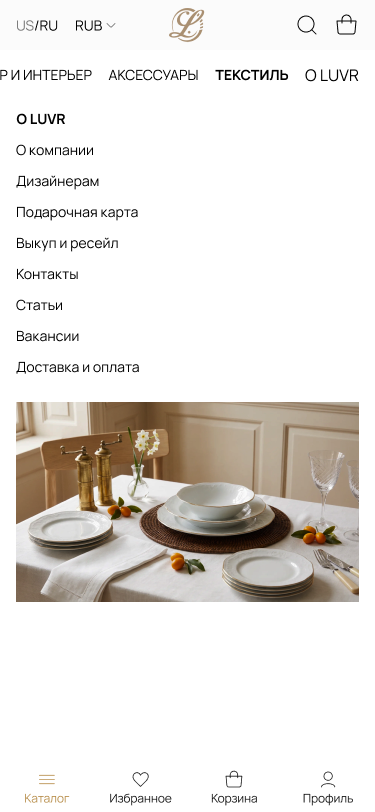 US/RU RUB
Р И ИНТЕРЬЕР АКСЕССУАРЫ ТЕКСТИЛЬ О LUVR
О LUVR
О компании
Дизайнерам
Подарочная карта
Выкуп и ресейл
Контакты
Статьи
Вакансии
Доставка и оплата
Каталог Избранное Корзина Профиль